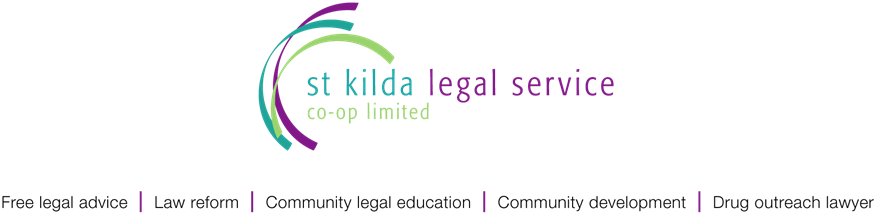 st kilda legal service
co-op limited
Free legal advice | Law reform | Community legal education | Community development | Drug outreach lawyer